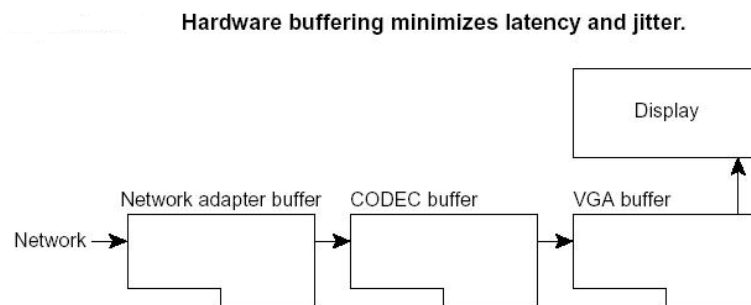 Hardware buffering minimizes latency and jitter.
Display
Network adapter buffer
CODEC buffer
VGA buffer
Network